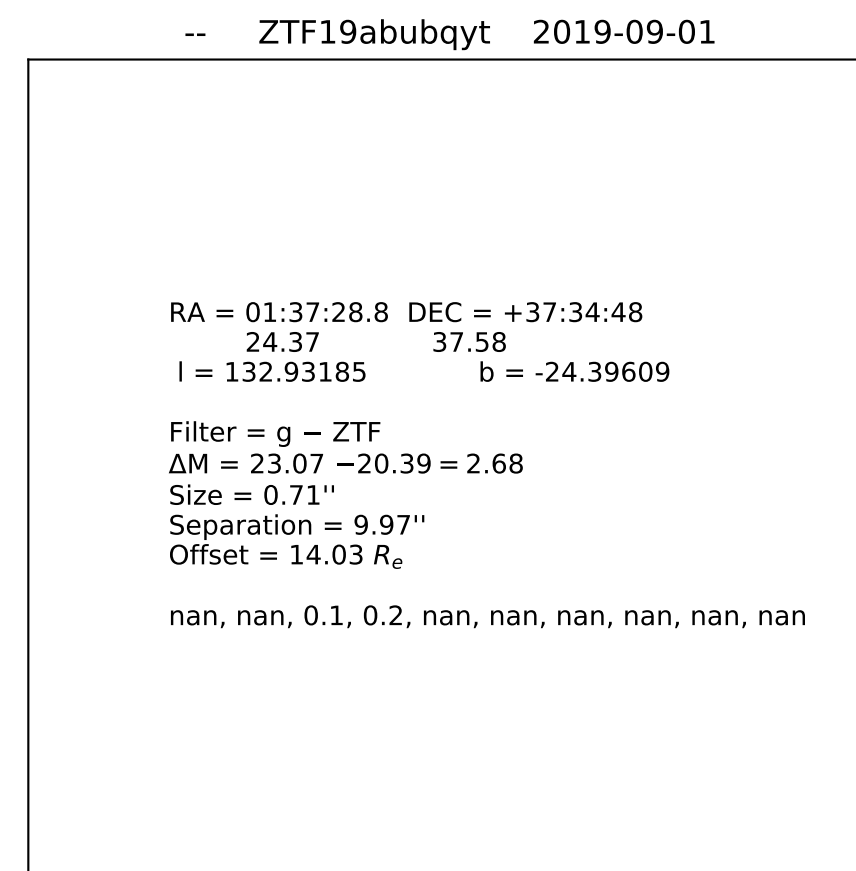 -- ZTF19abubqyt 2019-09-01
RA = 01:37:28.8 DEC = +37:34:48
24.37 37.58
l = 132.93185 b = -24.39609
Filter = g − ZTF
ΔM = 23.07 −20.39 = 2.68
Size = 0.71''
Separation = 9.97''
Offset = 14.03 Re
nan, nan, 0.1, 0.2, nan, nan, nan, nan, nan, nan